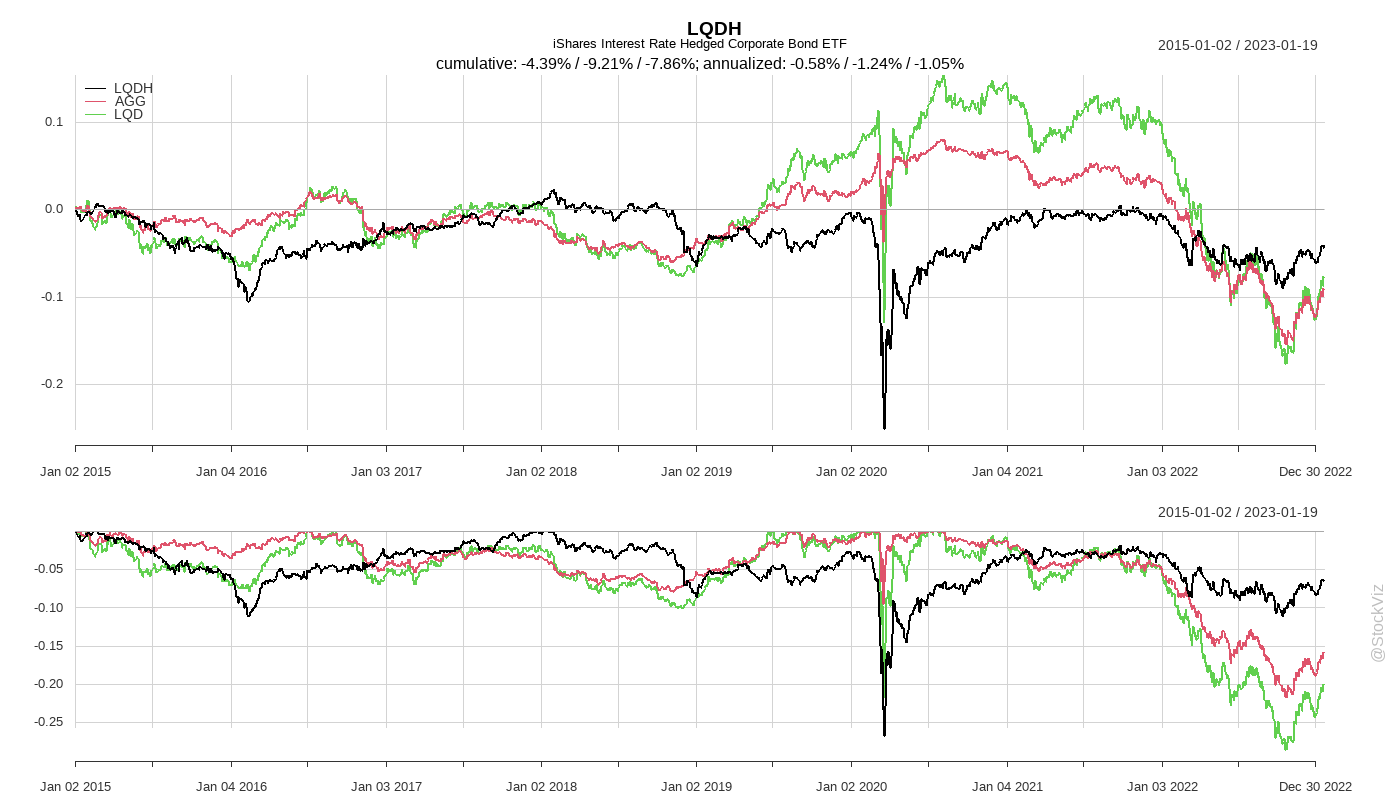 LQDH
iShares Interest Rate Hedged Corporate Bond ETF
2015-01-02 / 2023-01-19
cumulative: -4.39% / -9.21% / -7.86%; annualized: -0.58% / -1.24% / -1.05%
LQDH
AGG
LQD
0.1
0.0
-0.1
-0.2
Jan 02 2015 Jan 04 2016 Jan 03 2017 Jan 02 2018 Jan 02 2019 Jan 02 2020 Jan 04 2021 Jan 03 2022 Dec 30 2022
2015-01-02 / 2023-01-19
-0.05
-0.10
-0.15
-0.20
-0.25
Jan 02 2015 Jan 04 2016 Jan 03 2017 Jan 02 2018 Jan 02 2019 Jan 02 2020 Jan 04 2021 Jan 03 2022 Dec 30 2022
@StockViz